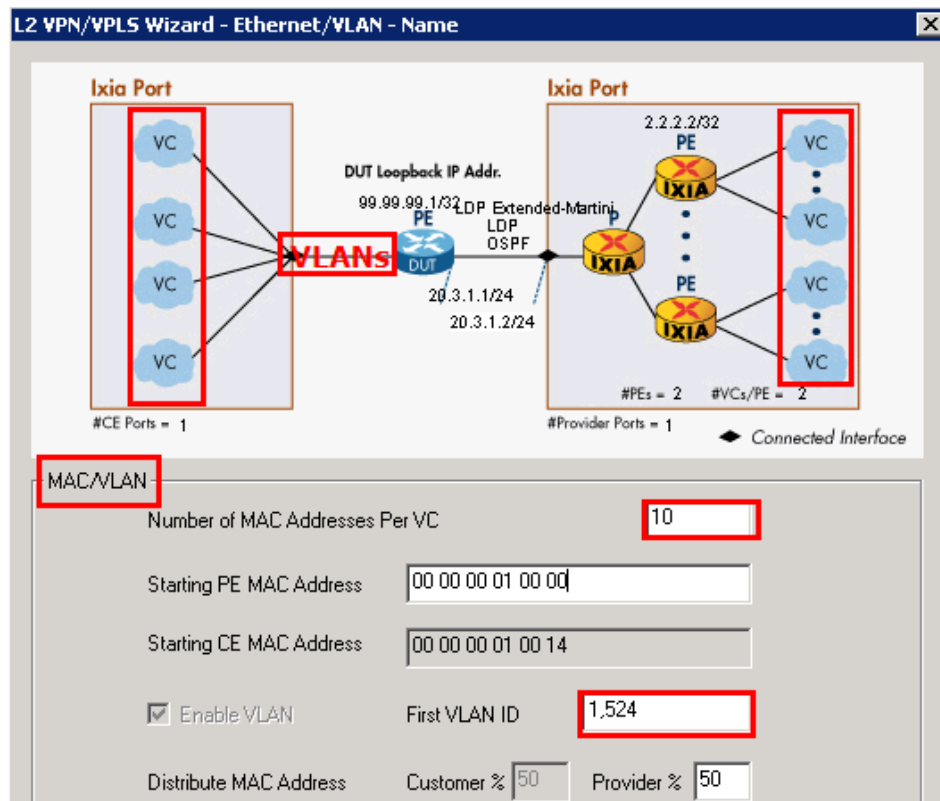 L2 VPN/VPLS Wizard - Ethernet/VLAN - Name
Ixia Port
Ixia Port
VC
VC
VC
VC
VLANs
DUT Loopback IP Addr.
99.99.99.1/32
PE
DUT
LDP Extended-Martini
LDP
OSPF
20.3.1.1/24
20.3.1.2/24
P
IXIA
2.2.2.2/32
PE
IXIA
PE
IXIA
VC
VC
VC
VC
#PEs = 2 #VCs/PE = 2
#CE Ports = 1
#Provider Ports = 1
Connected Interface
MAC/VLAN
Number of MAC Addresses Per VC 10
Starting PE MAC Address 00 00 00 01 00 00
Starting CE MAC Address 00 00 00 01 00 14
Enable VLAN First VLAN ID 1,524
Distribute MAC Address Customer % 50 Provider % 50